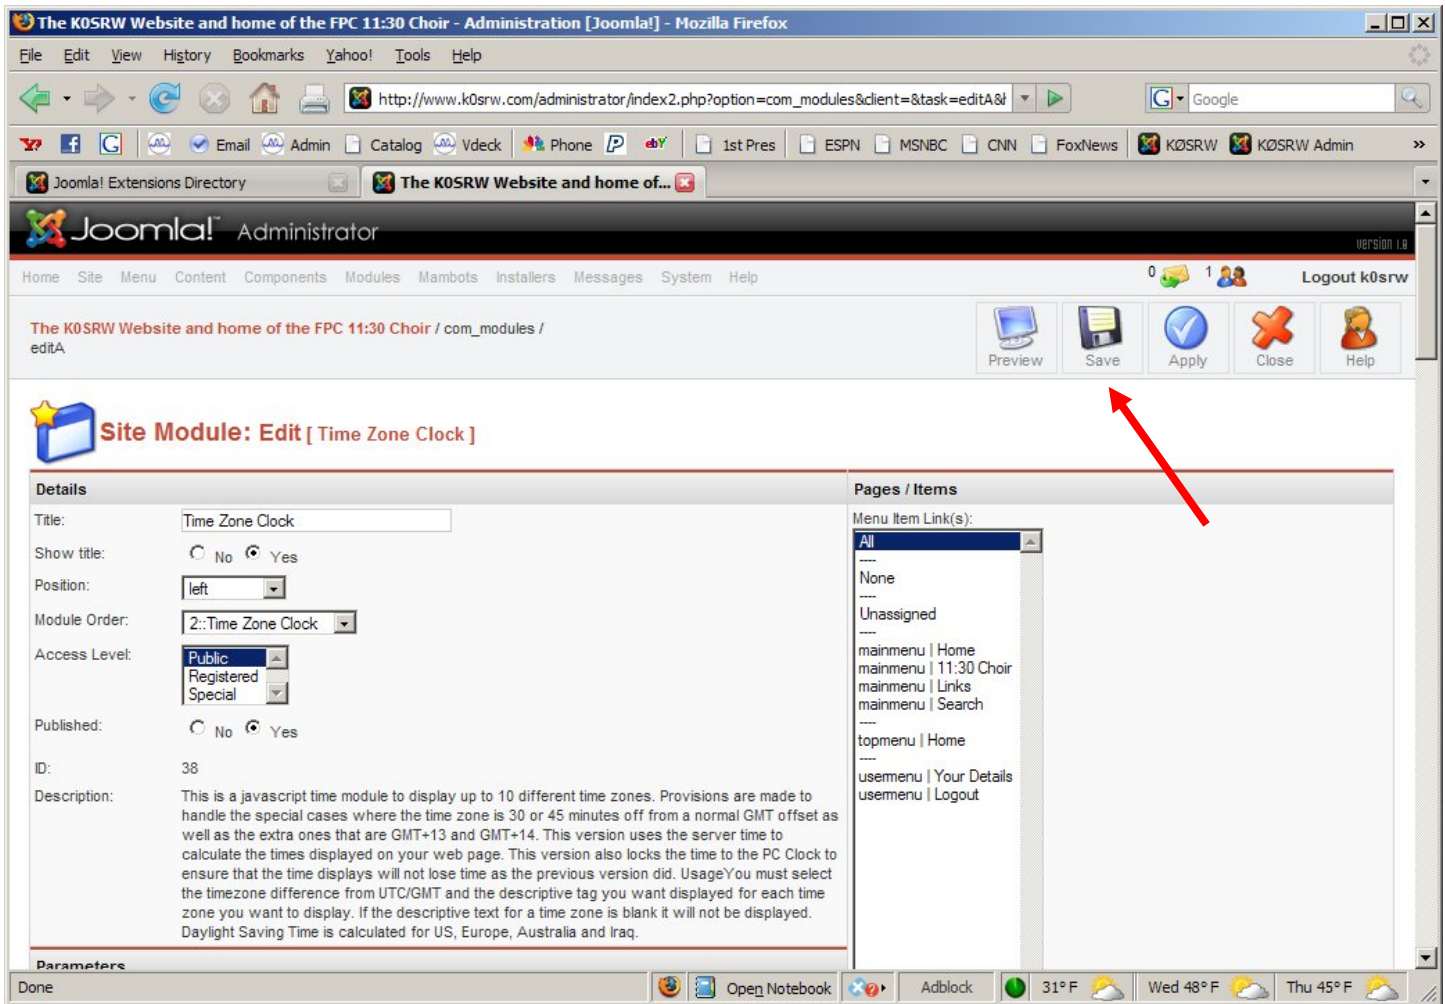 The K0SRW Website and home of the FPC 11:30 Choir - Administration [Joomla!] - Mozilla Firefox
File Edit View History Bookmarks Yahoo! Tools Help
http://www.k0srw.com/administrator/index2.php?option=com_modules&client=&task=editA&
G Google
Y? f G Email Admin Catalog Vdeck Phone P ebY 1st Pres ESPN MSNBC CNN FoxNews KØSRW KØSRW Admin »
Joomla! Extensions Directory The K0SRW Website and home of...
Joomla!™ Administrator
version 1.0
Home Site Menu Content Components Modules Mambots Installers Messages System Help 0 1 Logout k0srw
The K0SRW Website and home of the FPC 11:30 Choir / com_modules /
editA
Preview Save Apply Close Help
Site Module: Edit [ Time Zone Clock ]
Details
Title: Time Zone Clock
Show title: No Yes
Position: left
Module Order: 2::Time Zone Clock
Access Level: Public
Registered
Special
Published: No Yes
ID: 38
Description: This is a javascript time module to display up to 10 different time zones. Provisions are made to
handle the special cases where the time zone is 30 or 45 minutes off from a normal GMT offset as
well as the extra ones that are GMT+13 and GMT+14. This version uses the server time to
calculate the times displayed on your web page. This version also locks the time to the PC Clock to
ensure that the time displays will not lose time as the previous version did. UsageYou must select
the timezone difference from UTC/GMT and the descriptive tag you want displayed for each time
zone you want to display. If the descriptive text for a time zone is blank it will not be displayed.
Daylight Saving Time is calculated for US, Europe, Australia and Iraq.
Parameters
Pages / Items
Menu Item Link(s):
All
----
None
----
Unassigned
----
mainmenu | Home
mainmenu | 11:30 Choir
mainmenu | Links
mainmenu | Search
----
topmenu | Home
----
usermenu | Your Details
usermenu | Logout
Done Open Notebook Adblock 31° F Wed 48° F Thu 45° F